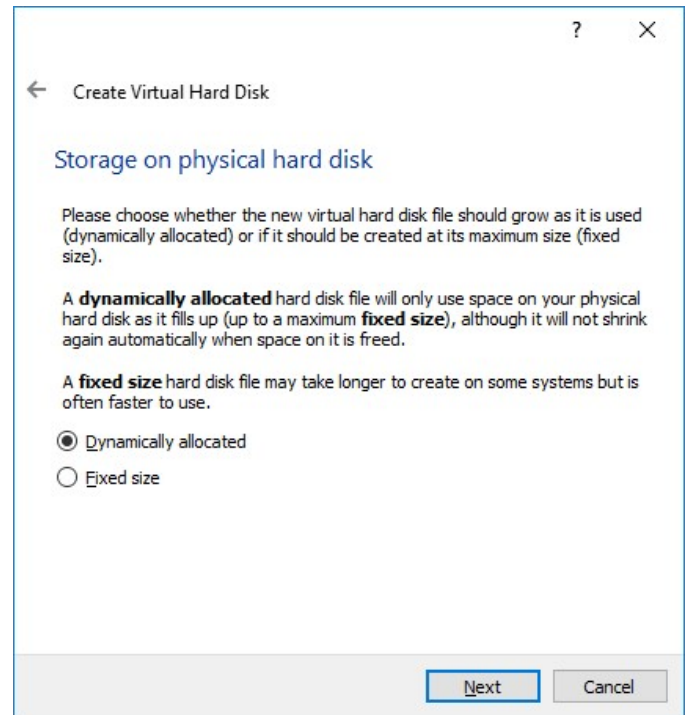 ?
Create Virtual Hard Disk
Storage on physical hard disk
Please choose whether the new virtual hard disk file should grow as it is used
(dynamically allocated) or if it should be created at its maximum size (fixed
size).
A dynamically allocated hard disk file will only use space on your physical
hard disk as it fills up (up to a maximum fixed size), although it will not shrink
again automatically when space on it is freed.
A fixed size hard disk file may take longer to create on some systems but is
often faster to use.
Dynamically allocated
Fixed size
Next Cancel